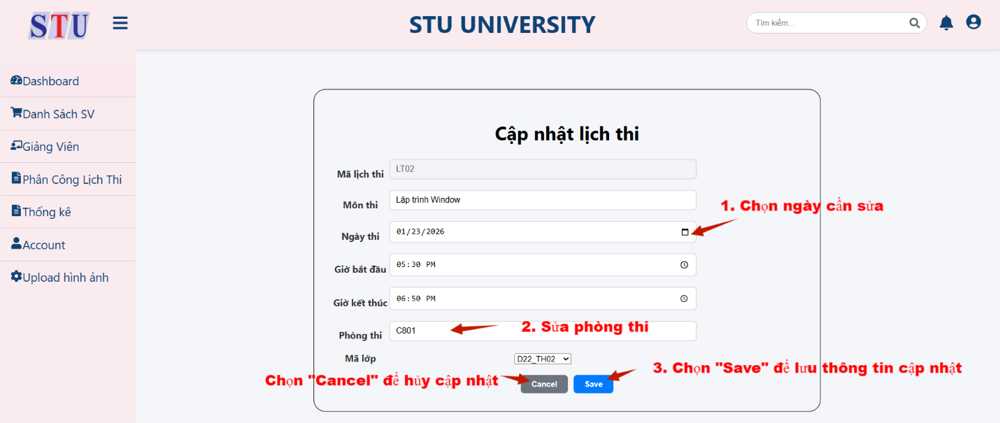 STU
STU UNIVERSITY
Tìm kiếm...
Dashboard
Danh Sách SV
Giảng Viên
Phân Công Lịch Thi
Thống kê
Account
Upload hình ảnh
Cập nhật lịch thi
Mã lịch thi LT02
Môn thi Lập trình Window
1. Chọn ngày cần sửa
Ngày thi 01/23/2026
Giờ bắt đầu 05:30 PM
Giờ kết thúc 06:50 PM
Phòng thi C801 2. Sửa phòng thi
Mã lớp D22_TH02
3. Chọn "Save" để lưu thông tin cập nhật
Chọn "Cancel" để hủy cập nhật
Cancel Save